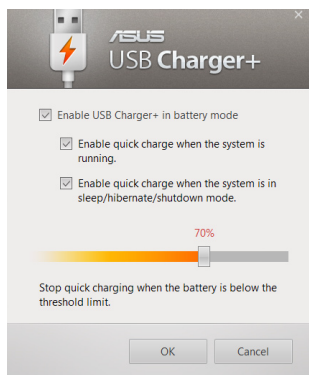 ASUS
USB Charger+
Enable USB Charger+ in battery mode
Enable quick charge when the system is
running.
Enable quick charge when the system is in
sleep/hibernate/shutdown mode.
70%
Stop quick charging when the battery is below the
threshold limit.
OK
Cancel